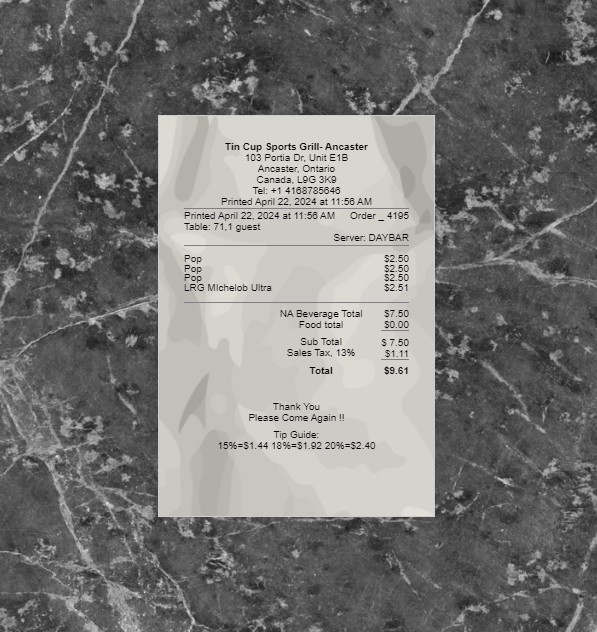 Tin Cup Sports Grill- Ancaster
103 Portia Dr, Unit E1B
Ancaster, Ontario
Canada, L9G 3K9
Tel: +1 4168785646
Printed April 22, 2024 at 11:56 AM
Printed April 22, 2024 at 11:56 AM Order _ 4195
Table: 71,1 guest
Server: DAYBAR
Pop $2.50
Pop $2.50
Pop $2.50
LRG MIchelob Ultra $2.51
NA Beverage Total $7.50
Food total $0.00
Sub Total $ 7.50
Sales Tax, 13% $1.11
Total $9.61
Thank You
Please Come Again !!
Tip Guide:
15%=$1.44 18%=$1.92 20%=$2.40